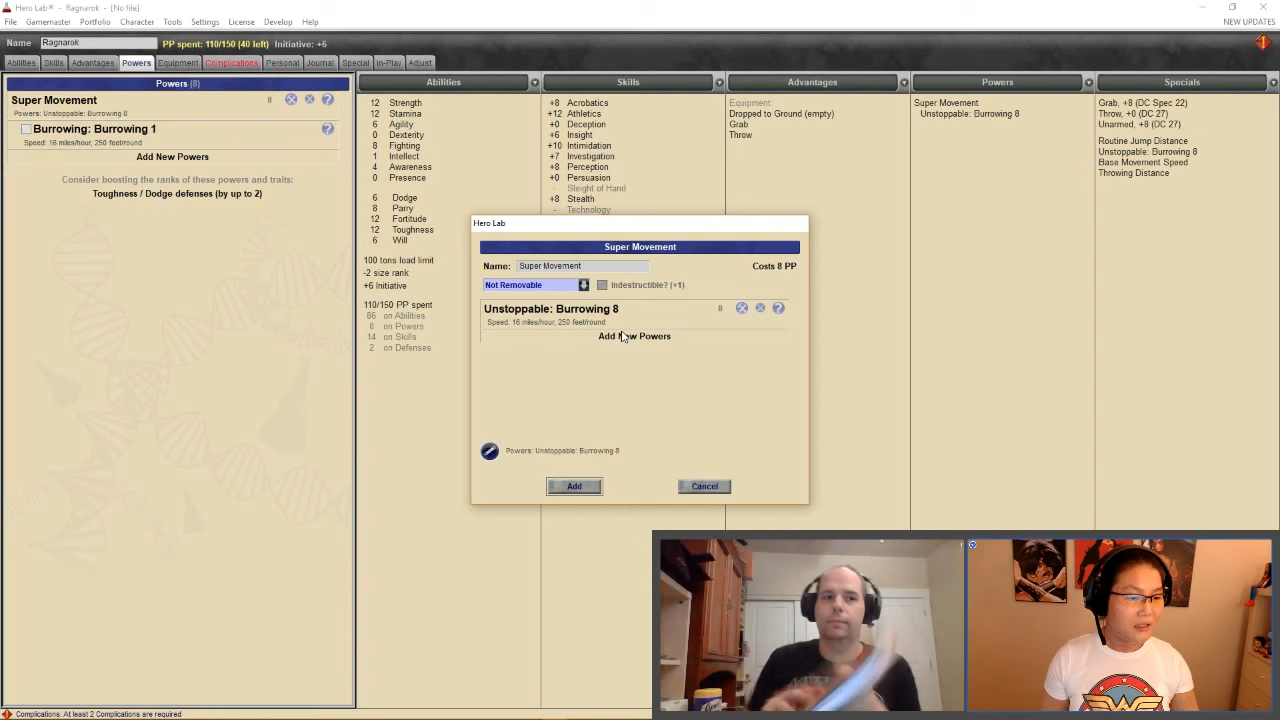 Hero Lab® - Ragnarok - [No file]
File Gamemaster Portfolio Character Tools Settings License Develop Help
NEW UPDATES
Name Ragnarok PP spent: 110/150 (40 left) Initiative: +6
Abilities Skills Advantages Powers Equipment Complications Personal Journal Special In-Play Adjust
Powers (8)
Super Movement 8
Powers: Unstoppable: Burrowing 8
Burrowing: Burrowing 1
Speed: 16 miles/hour, 250 feet/round
Add New Powers
Consider boosting the ranks of these powers and traits:
Toughness / Dodge defenses (by up to 2)
Abilities
12 Strength
12 Stamina
6 Agility
0 Dexterity
8 Fighting
1 Intellect
4 Awareness
0 Presence
6 Dodge
8 Parry
12 Fortitude
12 Toughness
6 Will
100 tons load limit
-2 size rank
+6 Initiative
110/150 PP spent
86 on Abilities
8 on Powers
14 on Skills
2 on Defenses
Skills
+8 Acrobatics
+12 Athletics
+0 Deception
+6 Insight
+10 Intimidation
+7 Investigation
+8 Perception
+0 Persuasion
- Sleight of Hand
+8 Stealth
- Technology
Advantages
Equipment:
Dropped to Ground (empty)
Grab
Throw
Powers
Super Movement
Unstoppable: Burrowing 8
Specials
Grab, +8 (DC Spec 22)
Throw, +0 (DC 27)
Unarmed, +8 (DC 27)
Routine Jump Distance
Unstoppable: Burrowing 8
Base Movement Speed
Throwing Distance
Hero Lab
Super Movement
Name: Super Movement Costs 8 PP
Not Removable Indestructible? (+1)
Unstoppable: Burrowing 8 8
Speed: 16 miles/hour, 250 feet/round
Add New Powers
Powers: Unstoppable: Burrowing 8
Add Cancel
Complications: At least 2 Complications are required